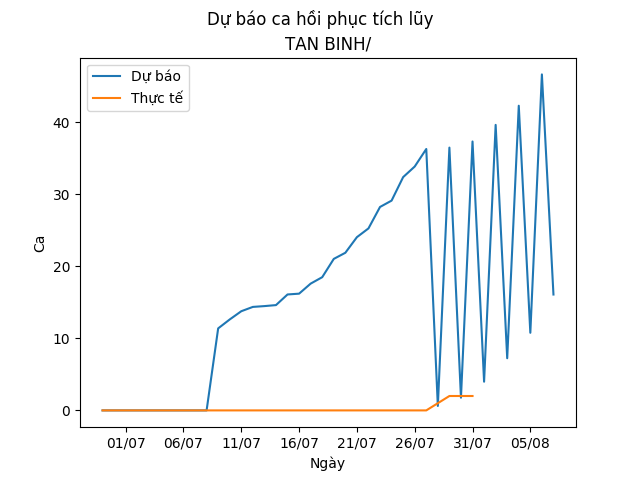 Dự báo ca hồi phục tích lũy
TAN BINH/
Dự báo
Thực tế
Ca
40
30
20
10
0
01/07 06/07 11/07 16/07 21/07 26/07 31/07 05/08
Ngày